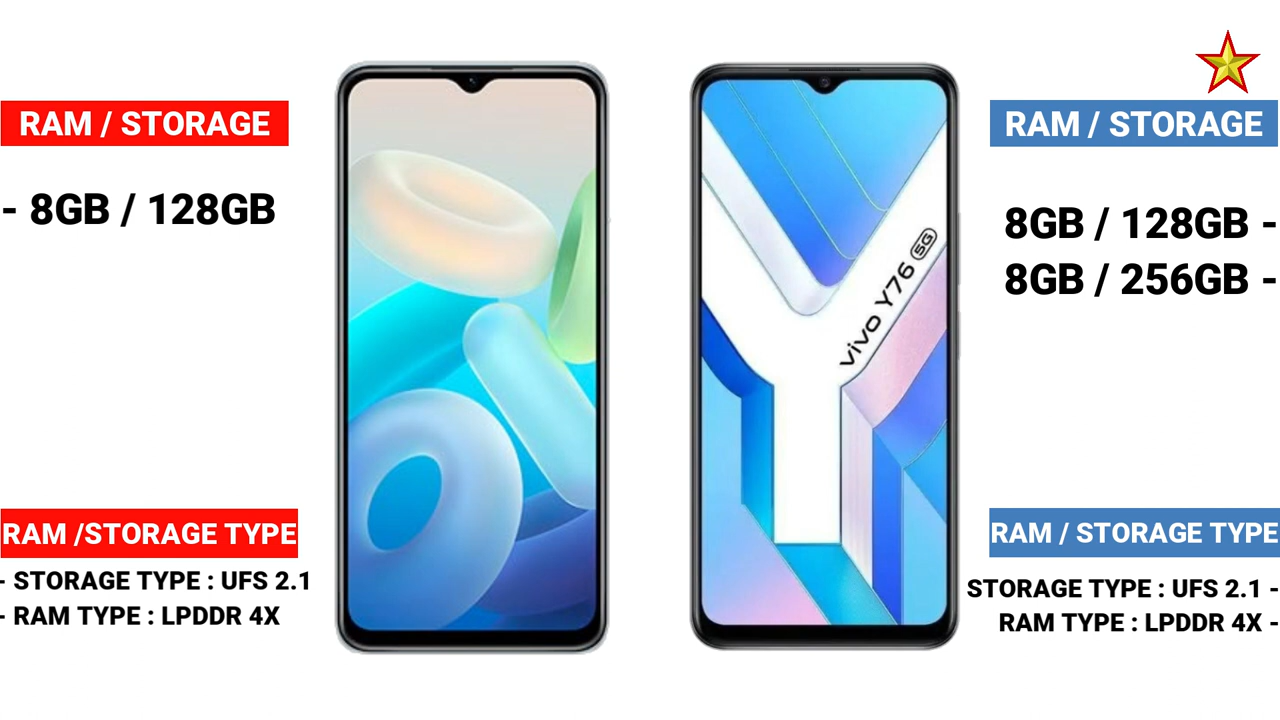 RAM / STORAGE
- 8GB / 128GB
RAM /STORAGE TYPE
- STORAGE TYPE : UFS 2.1
- RAM TYPE : LPDDR 4X
vivo Y76 5G
RAM / STORAGE
8GB / 128GB -
8GB / 256GB -
RAM / STORAGE TYPE
STORAGE TYPE : UFS 2.1 -
RAM TYPE : LPDDR 4X -